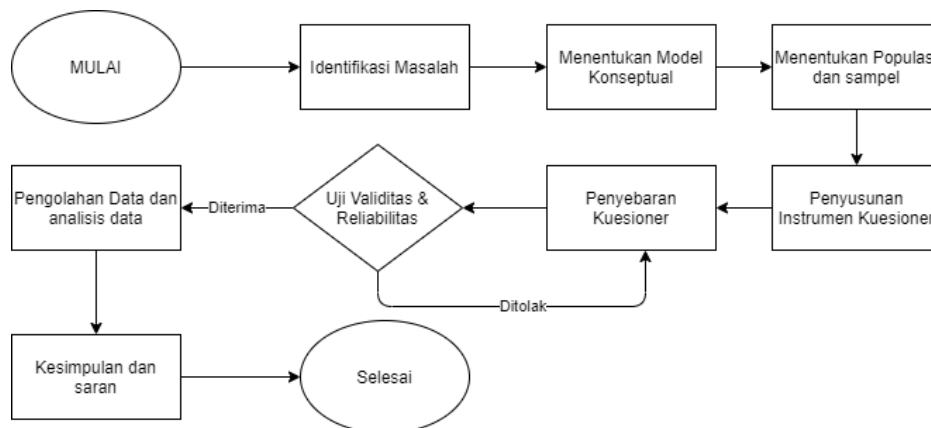 MULAI
Identifikasi Masalah
Menentukan Model
Konseptual
Menentukan Populas
dan sampel
Pengolahan Data dan
analisis data
Diterima
Uji Validitas &
Reliabilitas
Penyebaran
Kuesioner
Penyusunan
Instrumen Kuesioner
Ditolak
Kesimpulan dan
saran
Selesai